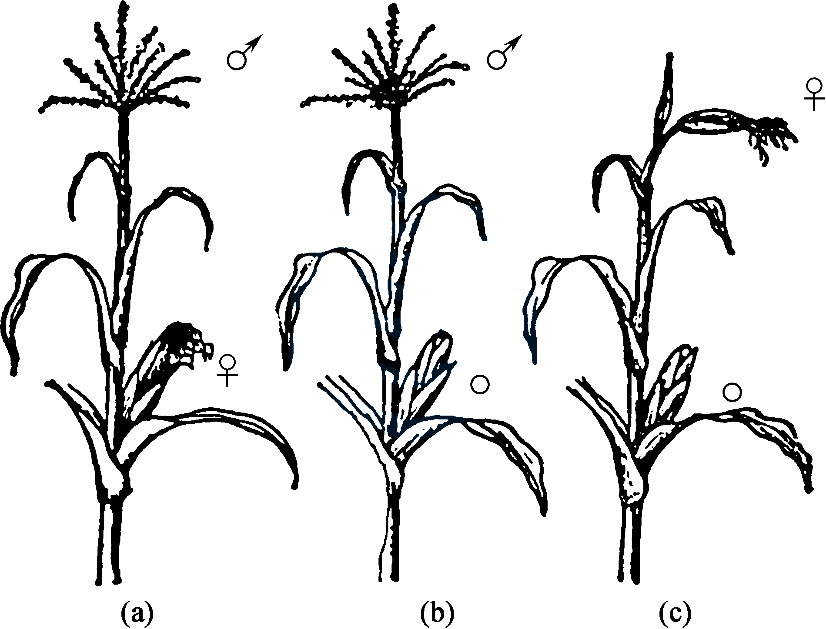 ♂ ♂ ♀
♀ ○ ○
(a) (b) (c)